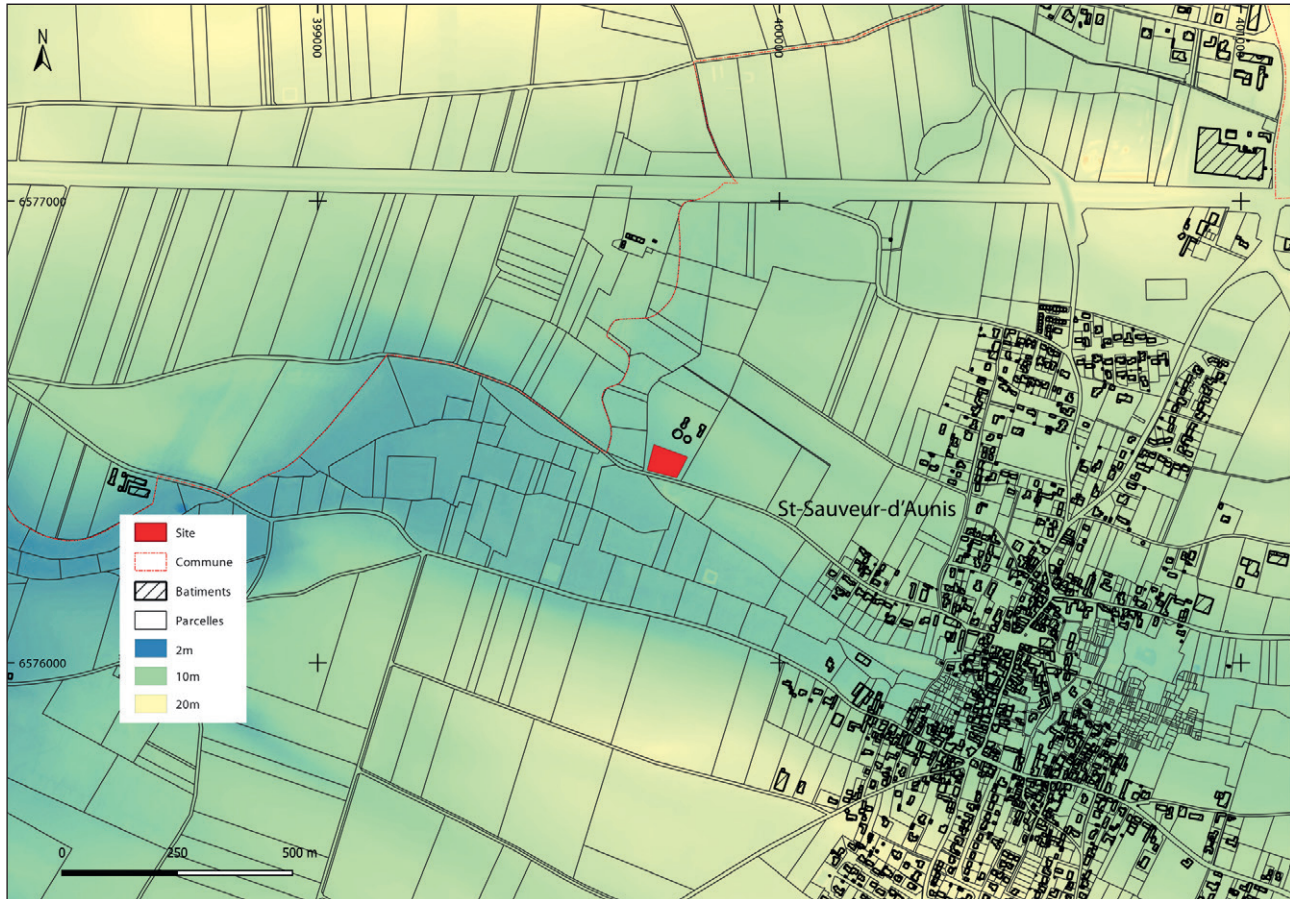 N
399000
400000
401000
6577000
St-Sauveur-d'Aunis
Site
Commune
Batiments
Parcelles
2m
10m
20m
6576000
0
250
500 m